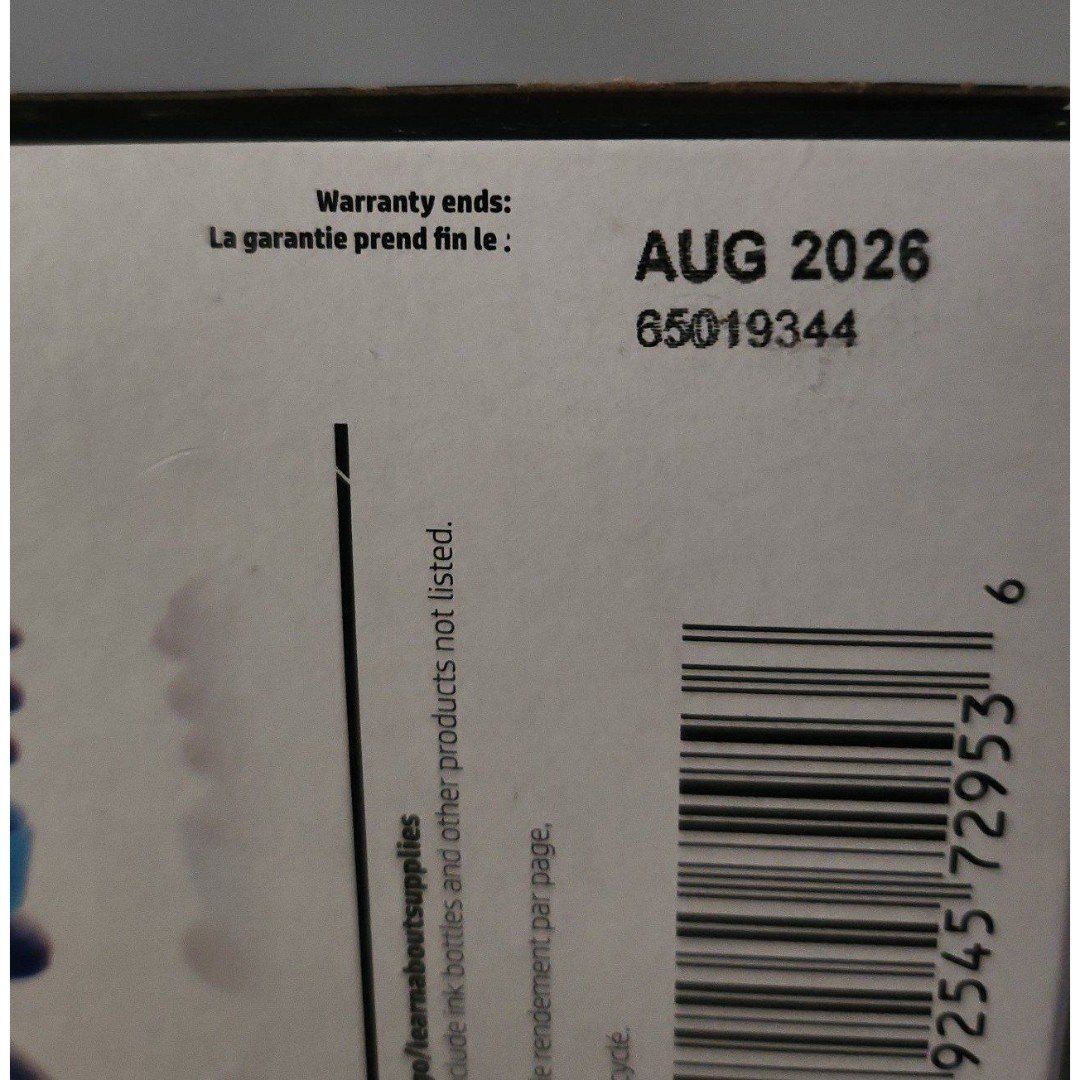 Warranty ends:
La garantie prend fin le :
AUG 2026
65019344
go/learnaboutsupplies
clude ink bottles and other products not listed.
e rendement par page,
cyclé.
92545 72953 6